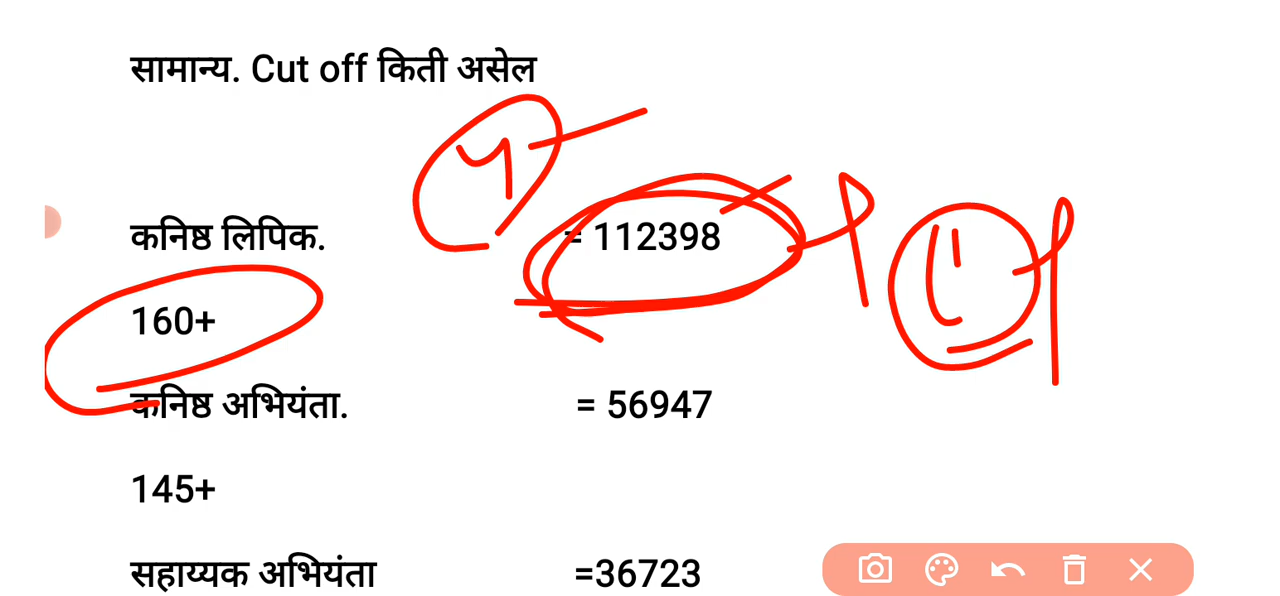 सामान्य. Cut off किती असेल
कनिष्ठ लिपिक. = 112398
160+
कनिष्ठ अभियंता. = 56947
145+
सहाय्यक अभियंता =36723